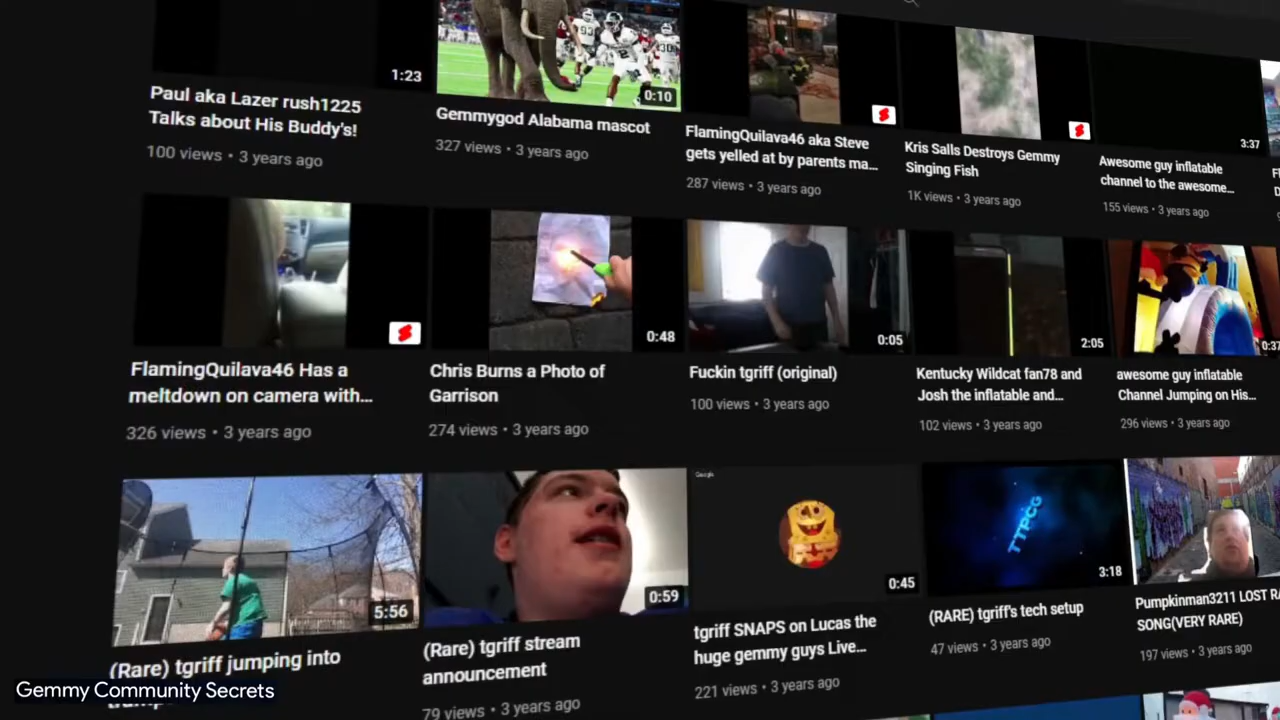 1:23
Paul aka Lazer rush1225
Talks about His Buddy's!
100 views • 3 years ago
0:10
Gemmygod Alabama mascot
327 views • 3 years ago
FlamingQuilava46 aka Steve
gets yelled at by parents ma...
287 views • 3 years ago
Kris Salls Destroys Gemmy
Singing Fish
1K views • 3 years ago
3:37
Awesome guy inflatable
channel to the awesome...
155 views • 3 years ago
FlamingQuilava46 Has a
meltdown on camera with...
326 views • 3 years ago
0:48
Chris Burns a Photo of
Garrison
274 views • 3 years ago
0:05
Fuckin tgriff (original)
100 views • 3 years ago
2:05
Kentucky Wildcat fan78 and
Josh the inflatable and...
102 views • 3 years ago
0:37
awesome guy inflatable
Channel Jumping on His...
296 views • 3 years ago
5:56
(Rare) tgriff jumping into
0:59
(Rare) tgriff stream
announcement
79 views • 3 years ago
Google
0:45
tgriff SNAPS on Lucas the
huge gemmy guys Live...
221 views • 3 years ago
TTPCG
3:18
(RARE) tgriff's tech setup
47 views • 3 years ago
Pumpkinman3211 LOST RA
SONG(VERY RARE)
197 views • 3 years ago
Gemmy Community Secrets